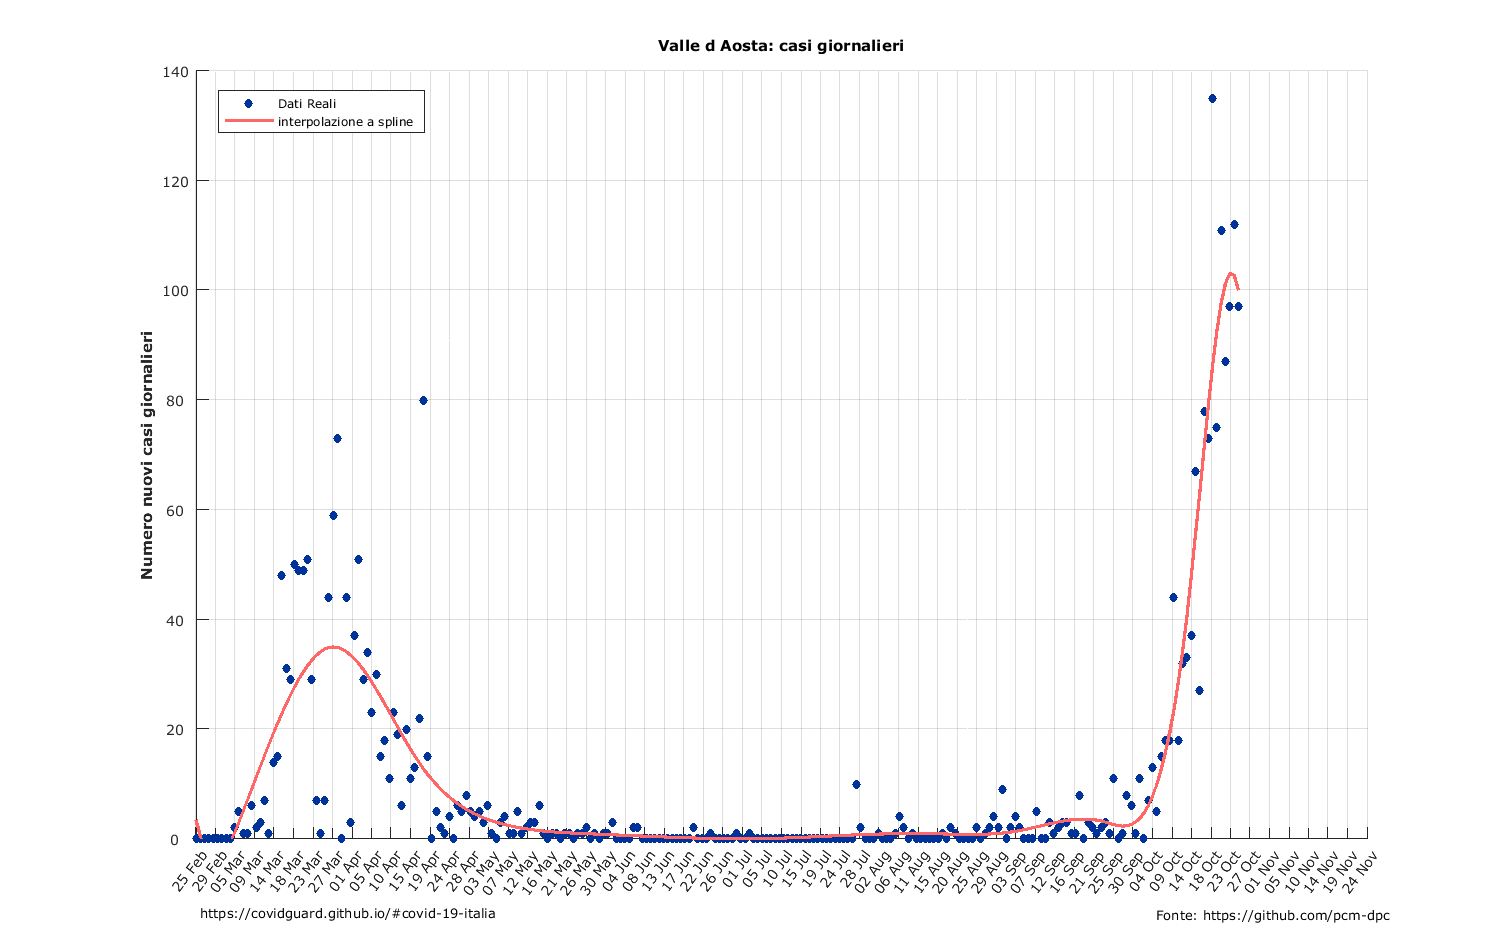 Valle d Aosta: casi giornalieri
140
Dati Reali
interpolazione a spline
120
100
80
60
40
20
0
Numero nuovi casi giornalieri
25 Feb
29 Feb
05 Mar
09 Mar
14 Mar
18 Mar
23 Mar
27 Mar
01 Apr
05 Apr
10 Apr
15 Apr
19 Apr
24 Apr
28 Apr
03 May
07 May
12 May
16 May
21 May
26 May
30 May
04 Jun
08 Jun
13 Jun
17 Jun
22 Jun
26 Jun
01 Jul
05 Jul
10 Jul
15 Jul
19 Jul
24 Jul
28 Jul
02 Aug
06 Aug
11 Aug
15 Aug
20 Aug
25 Aug
29 Aug
03 Sep
07 Sep
12 Sep
16 Sep
21 Sep
25 Sep
30 Sep
04 Oct
09 Oct
14 Oct
18 Oct
23 Oct
27 Oct
01 Nov
05 Nov
10 Nov
14 Nov
19 Nov
24 Nov
https://covidguard.github.io/#covid-19-italia
Fonte: https://github.com/pcm-dpc